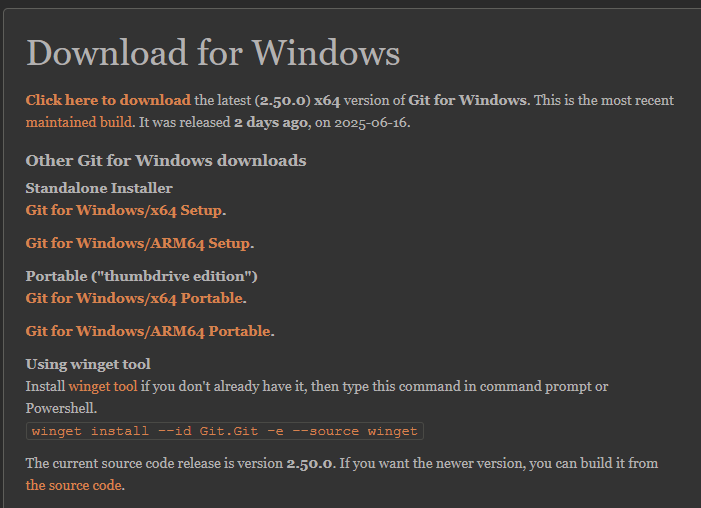 Download for Windows
Click here to download the latest (2.50.0) x64 version of Git for Windows. This is the most recent
maintained build. It was released 2 days ago, on 2025-06-16.
Other Git for Windows downloads
Standalone Installer
Git for Windows/x64 Setup.
Git for Windows/ARM64 Setup.
Portable ("thumbdrive edition")
Git for Windows/x64 Portable.
Git for Windows/ARM64 Portable.
Using winget tool
Install winget tool if you don't already have it, then type this command in command prompt or
Powershell.
winget install --id Git.Git -e --source winget
The current source code release is version 2.50.0. If you want the newer version, you can build it from
the source code.